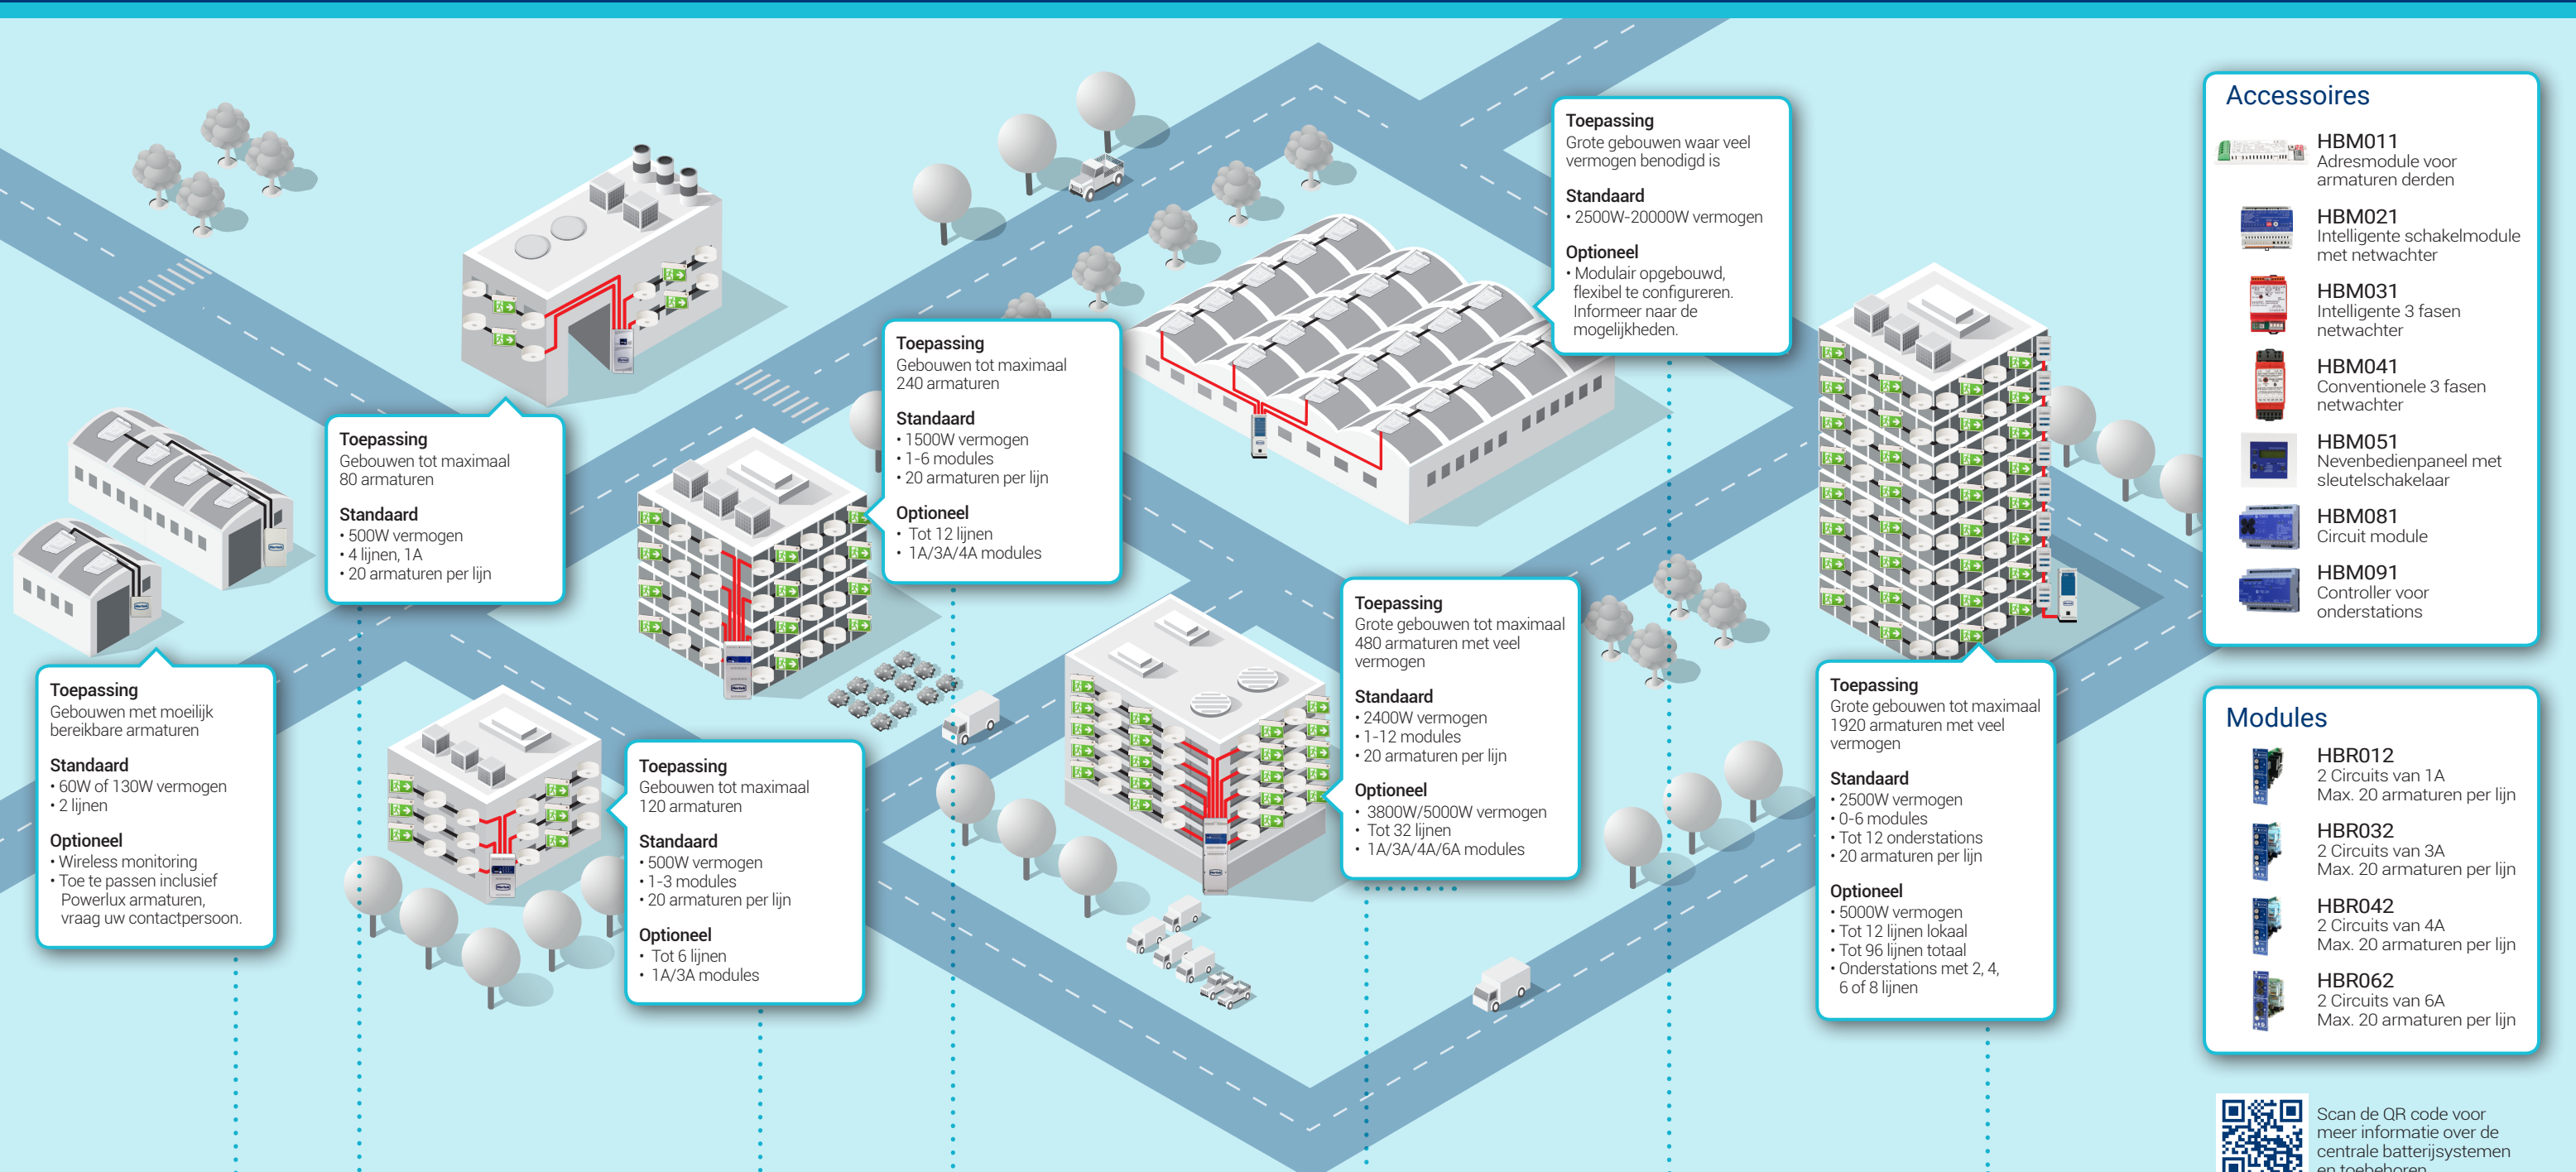 Toepassing
Gebouwen met moeilijk
bereikbare armaturen
Standaard
• 60W of 130W vermogen
• 2 lijnen
Optioneel
• Wireless monitoring
• Toe te passen inclusief
Powerlux armaturen,
vraag uw contactpersoon.
Toepassing
Gebouwen tot maximaal
80 armaturen
Standaard
• 500W vermogen
• 4 lijnen, 1A
• 20 armaturen per lijn
Toepassing
Gebouwen tot maximaal
120 armaturen
Standaard
• 500W vermogen
• 1-3 modules
• 20 armaturen per lijn
Optioneel
• Tot 6 lijnen
• 1A/3A modules
Toepassing
Gebouwen tot maximaal
240 armaturen
Standaard
• 1500W vermogen
• 1-6 modules
• 20 armaturen per lijn
Optioneel
• Tot 12 lijnen
• 1A/3A/4A modules
Toepassing
Grote gebouwen tot maximaal
480 armaturen met veel
vermogen
Standaard
• 2400W vermogen
• 1-12 modules
• 20 armaturen per lijn
Optioneel
• 3800W/5000W vermogen
• Tot 32 lijnen
• 1A/3A/4A/6A modules
Toepassing
Grote gebouwen waar veel
vermogen benodigd is
Standaard
• 2500W-20000W vermogen
Optioneel
• Modulair opgebouwd,
flexibel te configureren.
Informeer naar de
mogelijkheden.
Toepassing
Grote gebouwen tot maximaal
1920 armaturen met veel
vermogen
Standaard
• 2500W vermogen
• 0-6 modules
• Tot 12 onderstations
• 20 armaturen per lijn
Optioneel
• 5000W vermogen
• Tot 12 lijnen lokaal
• Tot 96 lijnen totaal
• Onderstations met 2, 4,
6 of 8 lijnen
Accessoires
HBM011
Adresmodule voor
armaturen derden
HBM021
Intelligente schakelmodule
met netwachter
HBM031
Intelligente 3 fasen
netwachter
HBM041
Conventionele 3 fasen
netwachter
HBM051
Nevenbedienpaneel met
sleutelschakelaar
HBM081
Circuit module
HBM091
Controller voor
onderstations
Modules
HBR012
2 Circuits van 1A
Max. 20 armaturen per lijn
HBR032
2 Circuits van 3A
Max. 20 armaturen per lijn
HBR042
2 Circuits van 4A
Max. 20 armaturen per lijn
HBR062
2 Circuits van 6A
Max. 20 armaturen per lijn
Scan de QR code voor
meer informatie over de
centrale batterijsystemen
en toebehoren